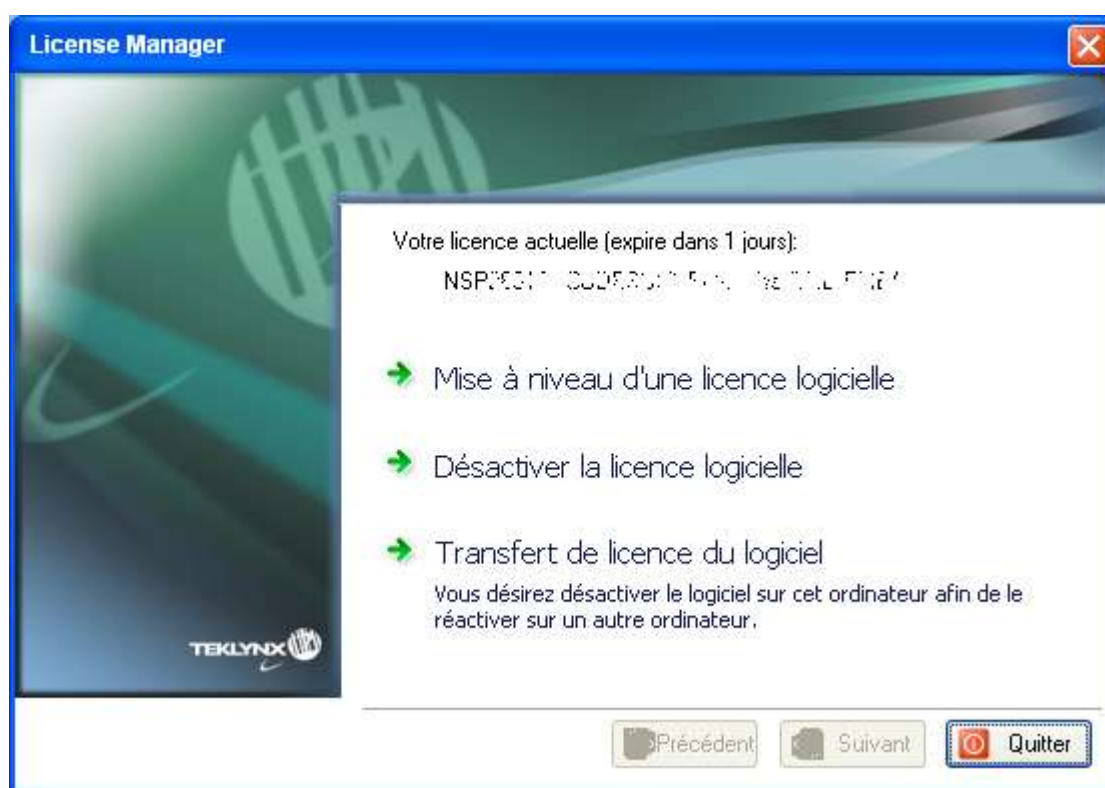 License Manager
Votre licence actuelle (expire dans 1 jours):
Mise à niveau d'une licence logicielle
Désactiver la licence logicielle
Transfert de licence du logiciel
Vous désirez désactiver le logiciel sur cet ordinateur afin de le
réactiver sur un autre ordinateur.
TEKLYNX
Précédent Suivant Quitter